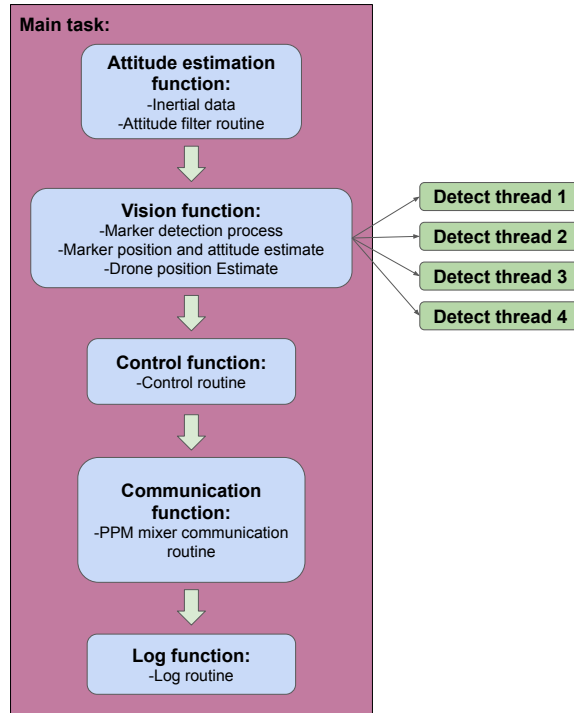 Main task:
Attitude estimation
function:
-Inertial data
-Attitude filter routine
Vision function:
-Marker detection process
-Marker position and attitude estimate
-Drone position Estimate
Detect thread 1
Detect thread 2
Detect thread 3
Detect thread 4
Control function:
-Control routine
Communication
function:
-PPM mixer communication
routine
Log function:
-Log routine